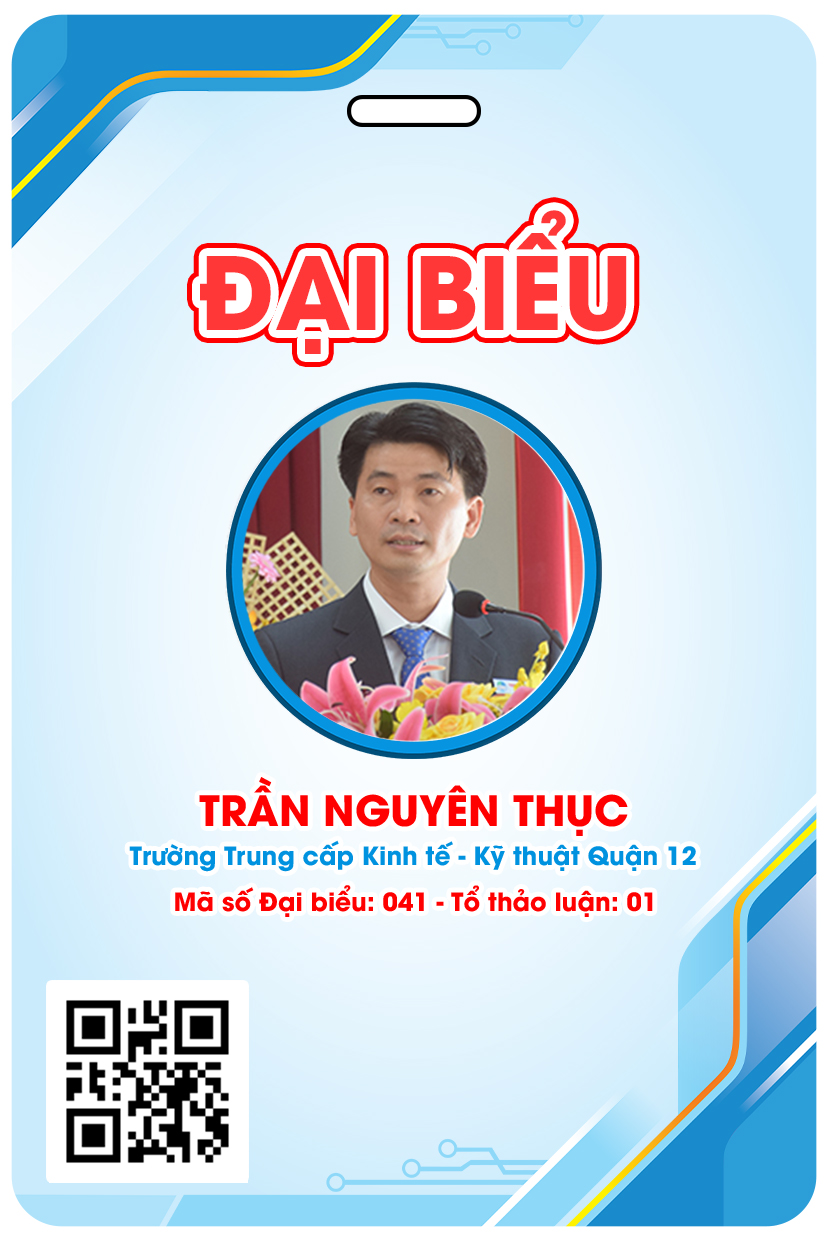 ĐẠI BIỂU
TRẦN NGUYÊN THỤC
Trường Trung cấp Kinh tế - Kỹ thuật Quận 12
Mã số Đại biểu: 041 - Tổ thảo luận: 01